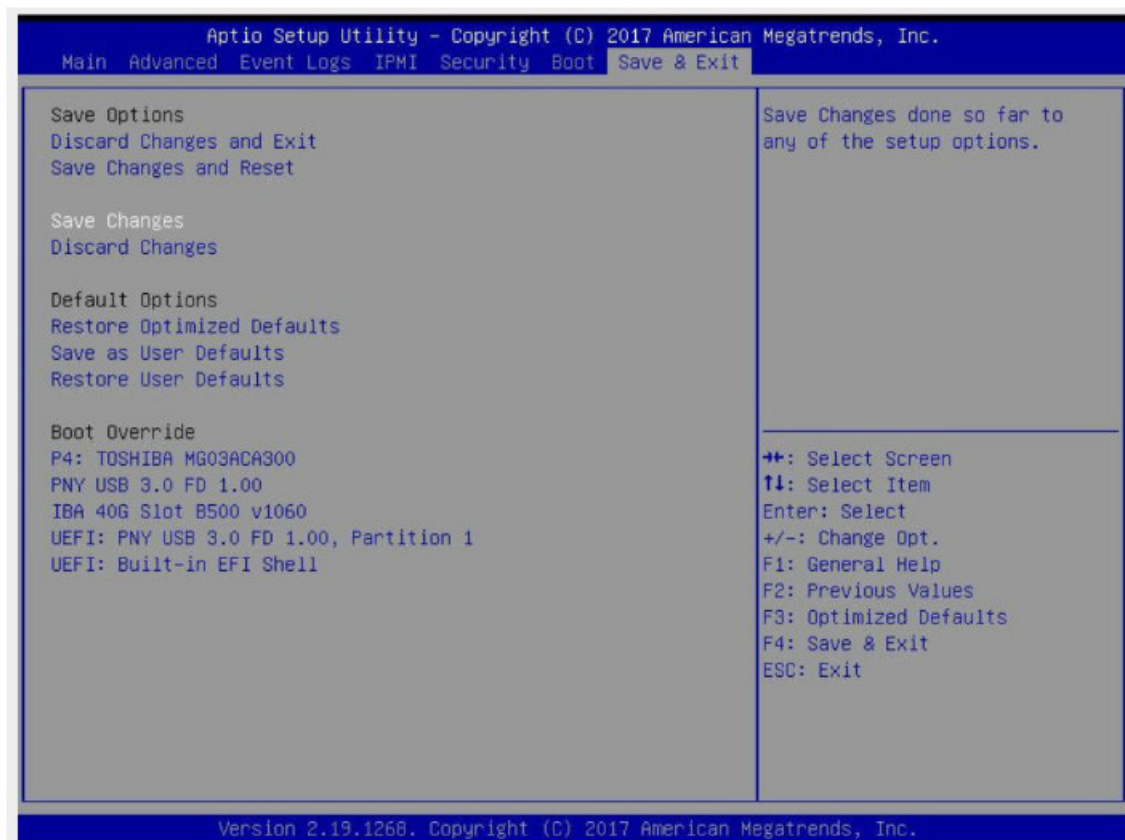 Aptio Setup Utility – Copyright (C) 2017 American Megatrends, Inc.
Main Advanced Event Logs IPMI Security Boot Save & Exit
Save Options
Discard Changes and Exit
Save Changes and Reset
Save Changes
Discard Changes
Default Options
Restore Optimized Defaults
Save as User Defaults
Restore User Defaults
Boot Override
P4: TOSHIBA MG03ACA300
PNY USB 3.0 FD 1.00
IBA 40G Slot B500 v1060
UEFI: PNY USB 3.0 FD 1.00, Partition 1
UEFI: Built-in EFI Shell
Save Changes done so far to
any of the setup options.
→←: Select Screen
↑↓: Select Item
Enter: Select
+/-: Change Opt.
F1: General Help
F2: Previous Values
F3: Optimized Defaults
F4: Save & Exit
ESC: Exit
Version 2.19.1268. Copyright (C) 2017 American Megatrends, Inc.